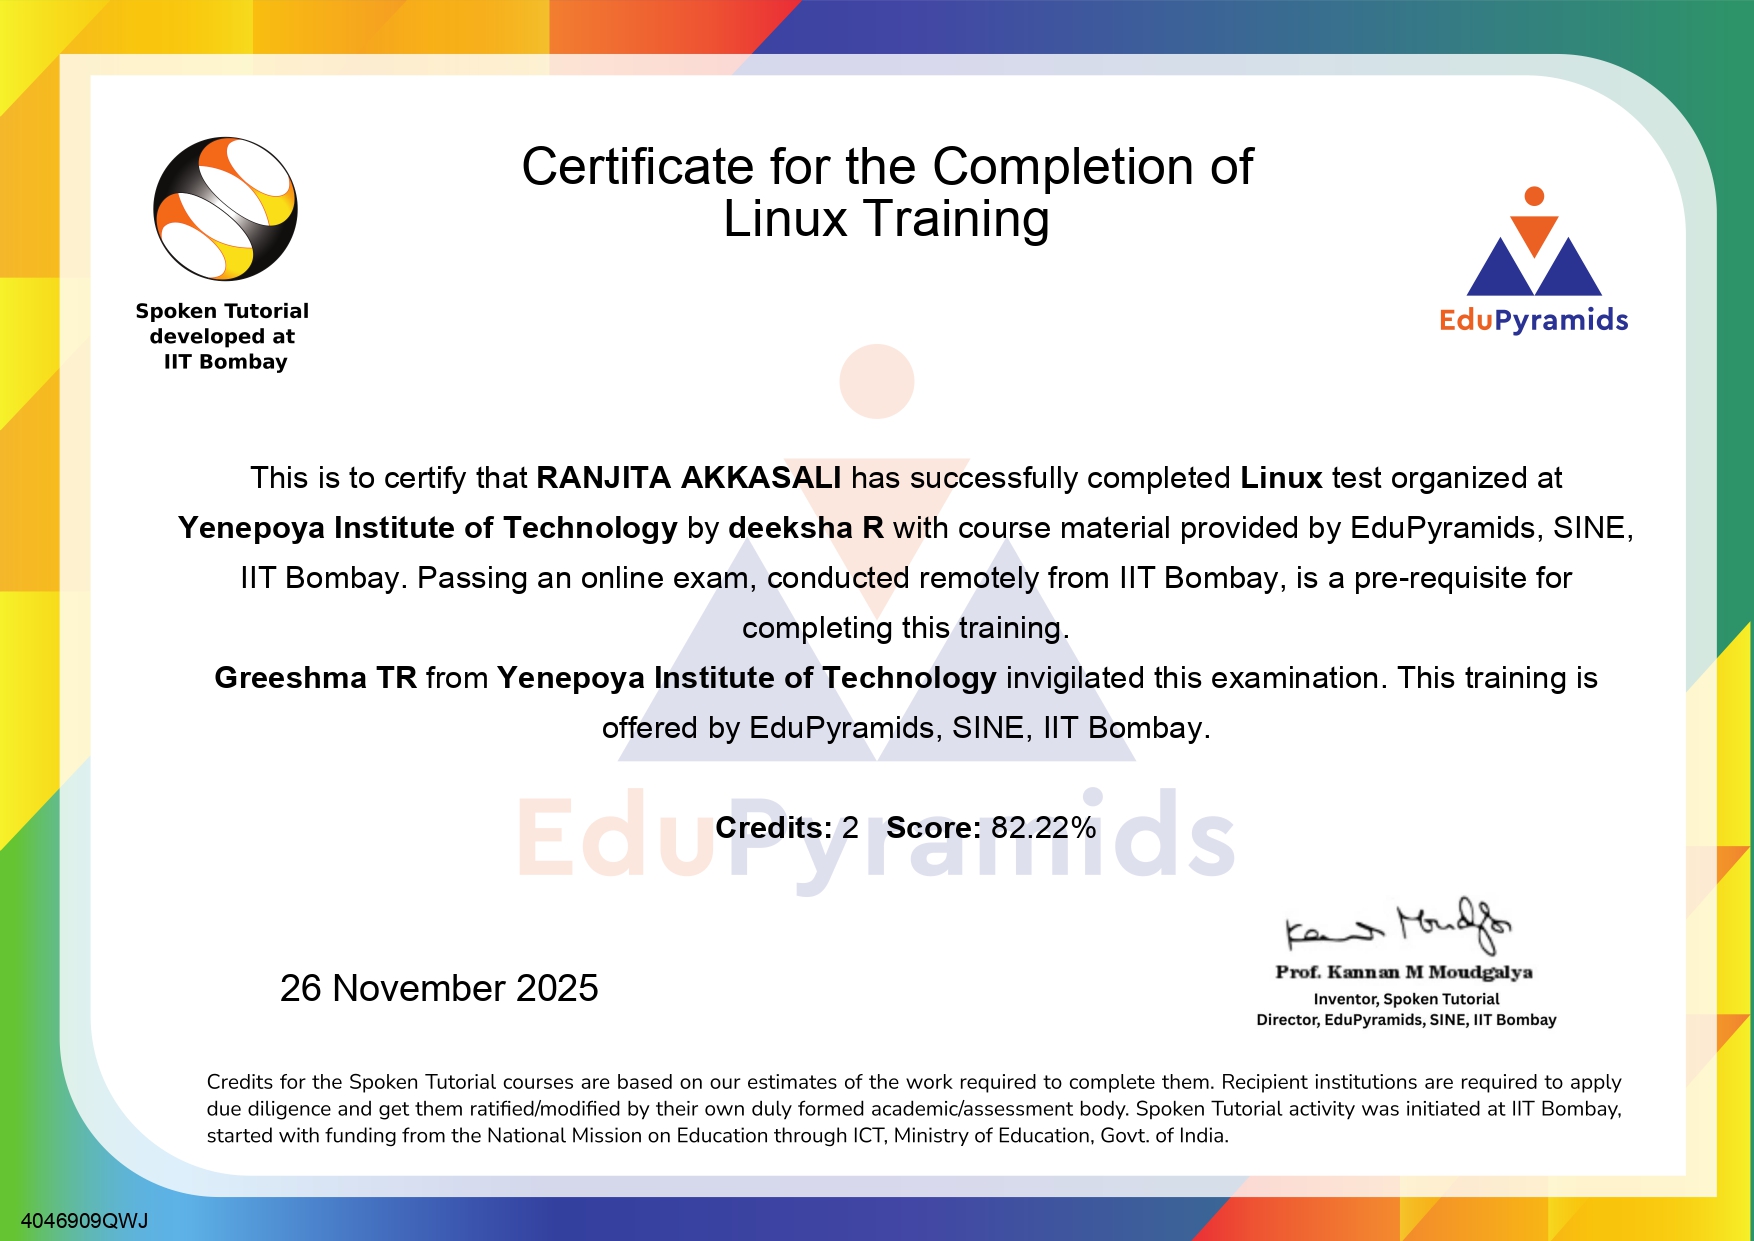 Certificate for the Completion of
Linux Training
Spoken Tutorial
developed at
IIT Bombay
EduPyramids
This is to certify that RANJITA AKKASALI has successfully completed Linux test organized at
Yenepoya Institute of Technology by deeksha R with course material provided by EduPyramids, SINE,
IIT Bombay. Passing an online exam, conducted remotely from IIT Bombay, is a pre-requisite for
completing this training.
Greeshma TR from Yenepoya Institute of Technology invigilated this examination. This training is
offered by EduPyramids, SINE, IIT Bombay.
EduPyramids
Credits: 2 Score: 82.22%
26 November 2025
Prof. Kannan M Moudgalya
Inventor, Spoken Tutorial
Director, EduPyramids, SINE, IIT Bombay
Credits for the Spoken Tutorial courses are based on our estimates of the work required to complete them. Recipient institutions are required to apply
due diligence and get them ratified/modified by their own duly formed academic/assessment body. Spoken Tutorial activity was initiated at IIT Bombay,
started with funding from the National Mission on Education through ICT, Ministry of Education, Govt. of India.
4046909QWJ